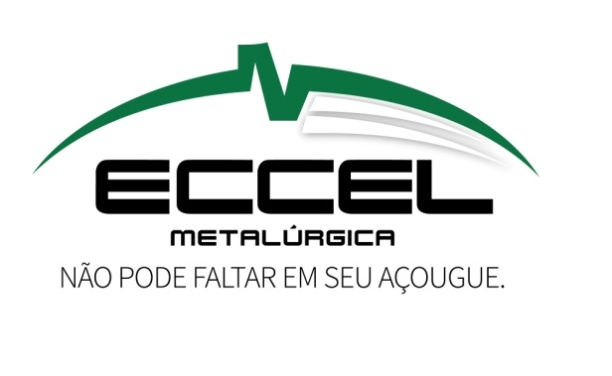 ECCEL
METALÚRGICA
NÃO PODE FALTAR EM SEU AÇOUGUE.